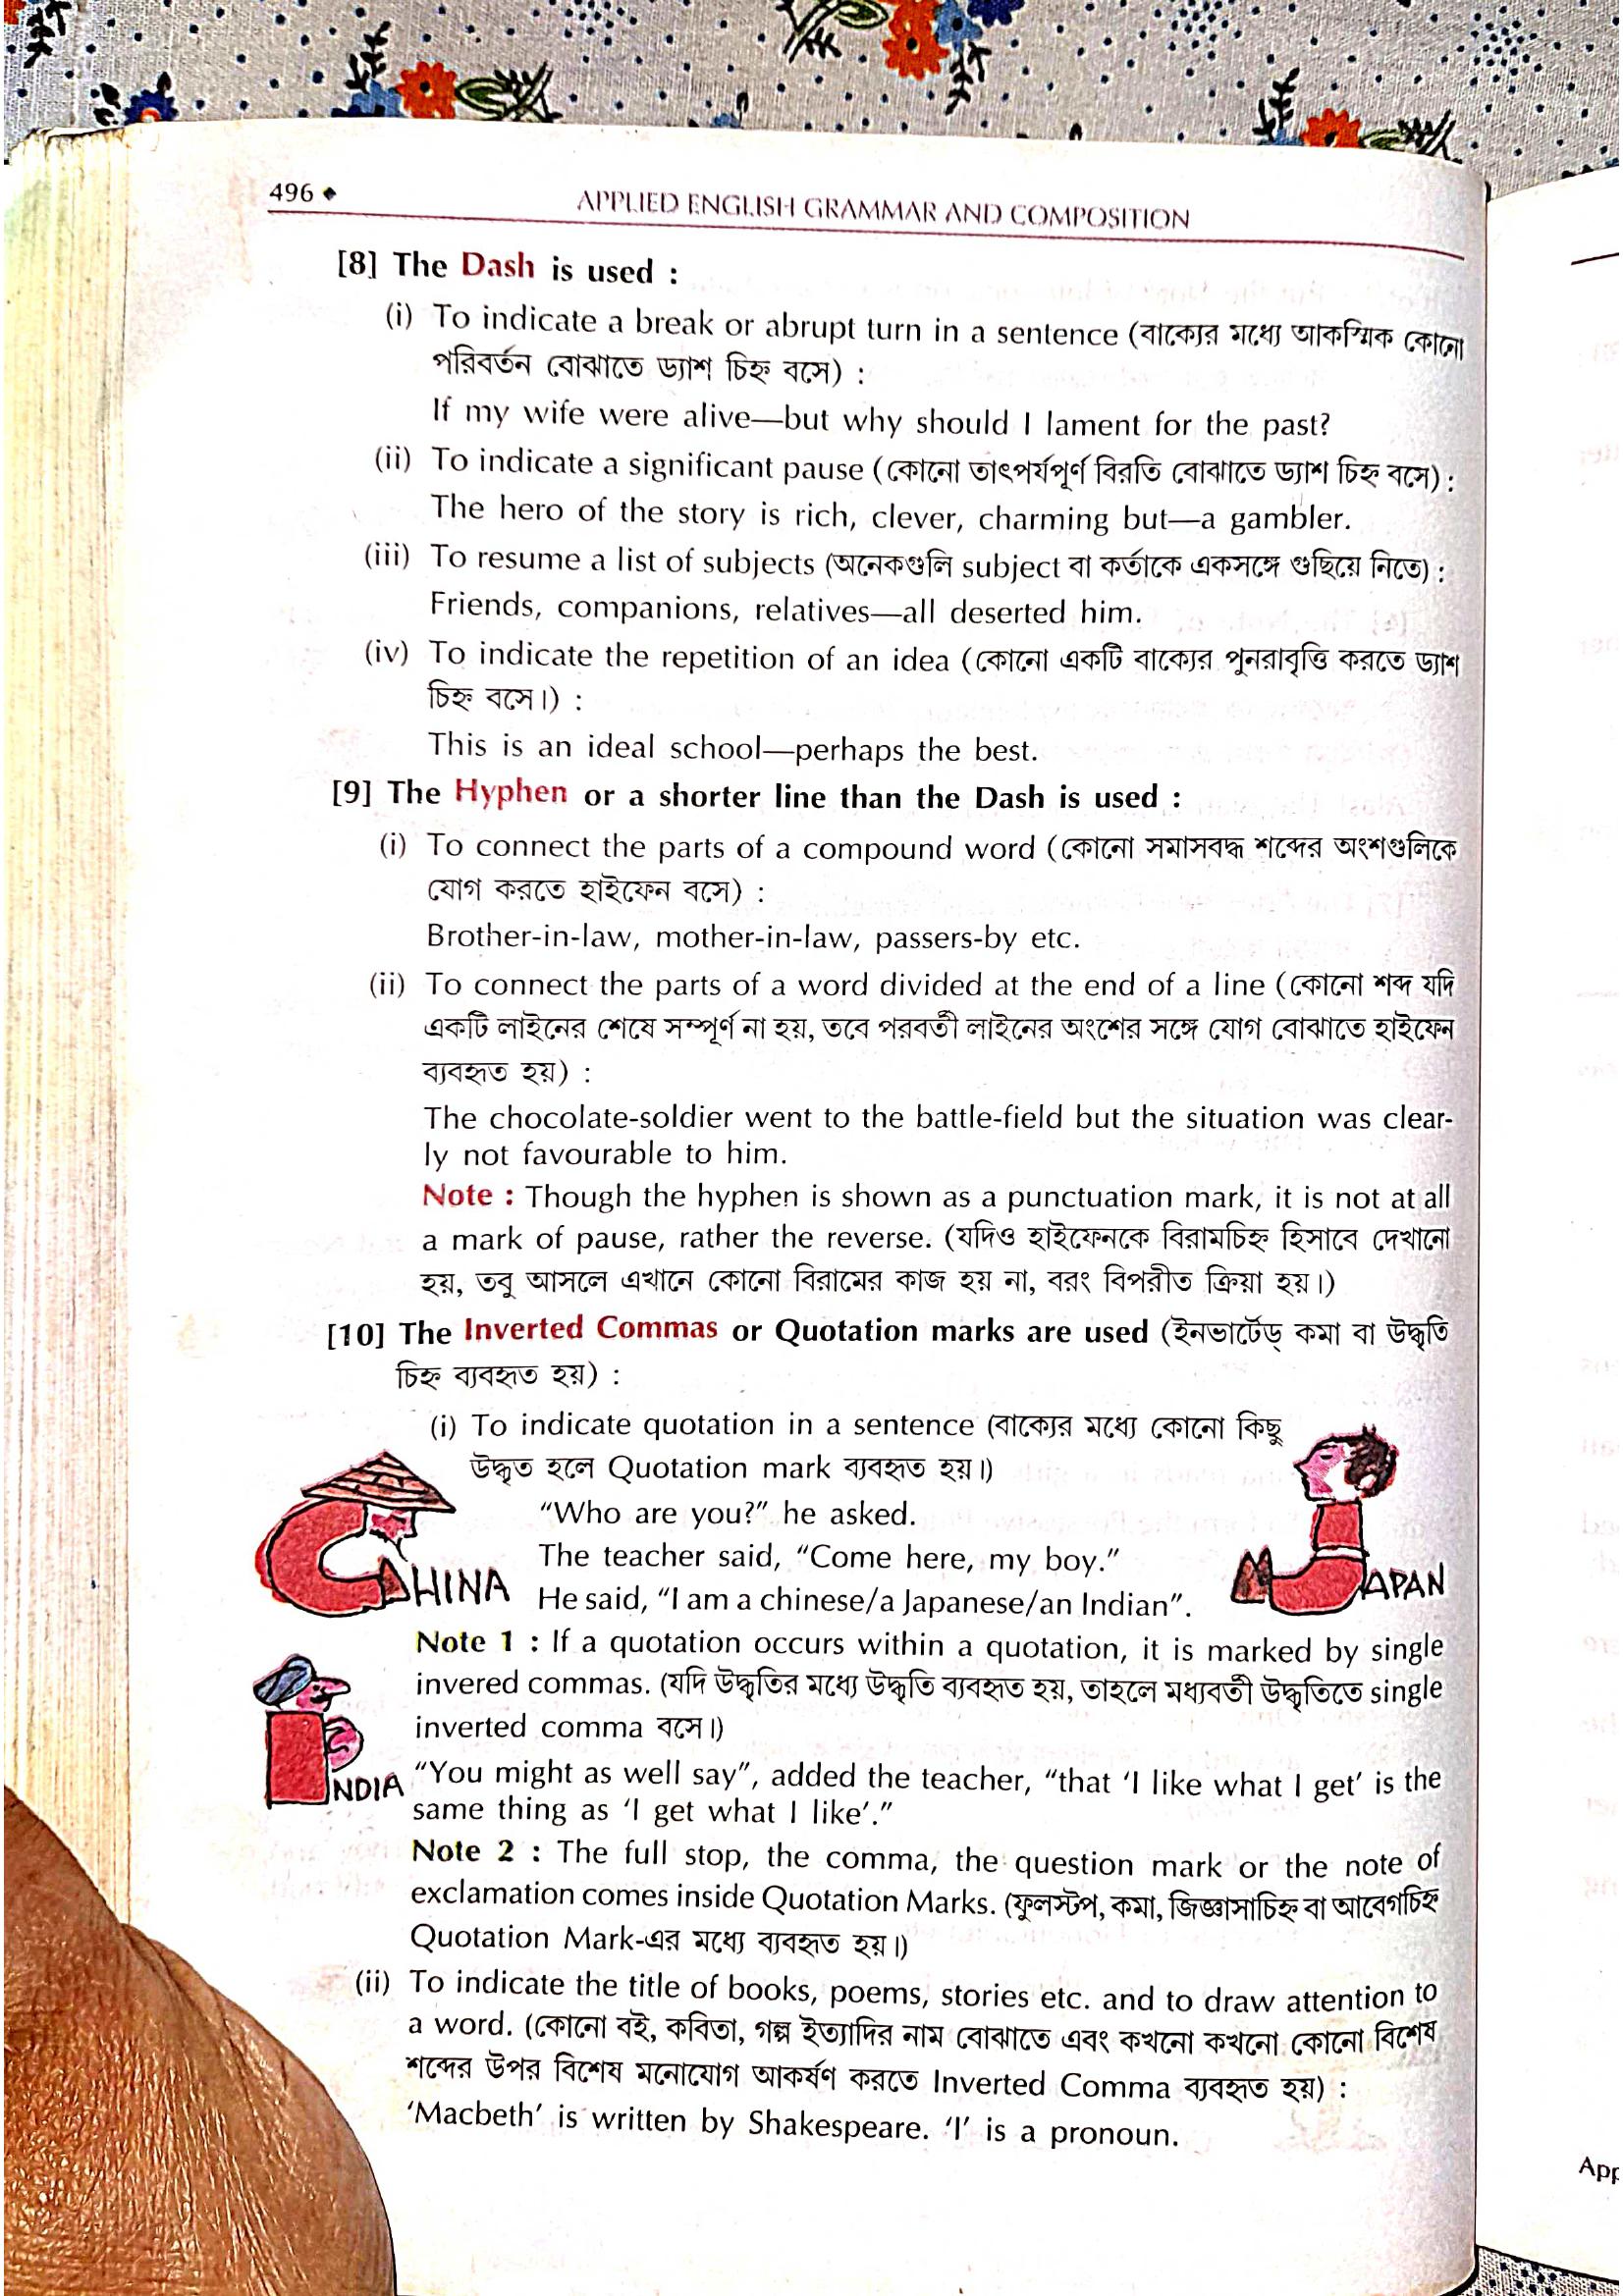 496 ◆
APPLIED ENGLISH GRAMMAR AND COMPOSITION
[8] The Dash is used :
(i) To indicate a break or abrupt turn in a sentence (বাক্যের মধ্যে আকস্মিক কোনো
পরিবর্তন বোঝাতে ড্যাশ চিহ্ন বসে) :
If my wife were alive—but why should I lament for the past?
(ii) To indicate a significant pause (কোনো তাৎপর্যপূর্ণ বিরতি বোঝাতে ড্যাশ চিহ্ন বসে) :
The hero of the story is rich, clever, charming but—a gambler.
(iii) To resume a list of subjects (অনেকগুলি subject বা কর্তাকে একসঙ্গে গুছিয়ে নিতে) :
Friends, companions, relatives—all deserted him.
(iv) To indicate the repetition of an idea (কোনো একটি বাক্যের পুনরাবৃত্তি করতে ড্যাশ
চিহ্ন বসে।) :
This is an ideal school—perhaps the best.
[9] The Hyphen or a shorter line than the Dash is used :
(i) To connect the parts of a compound word (কোনো সমাসবদ্ধ শব্দের অংশগুলিকে
যোগ করতে হাইফেন বসে) :
Brother-in-law, mother-in-law, passers-by etc.
(ii) To connect the parts of a word divided at the end of a line (কোনো শব্দ যদি
একটি লাইনের শেষে সম্পূর্ণ না হয়, তবে পরবর্তী লাইনের অংশের সঙ্গে যোগ বোঝাতে হাইফেন
ব্যবহৃত হয়) :
The chocolate-soldier went to the battle-field but the situation was clear-
ly not favourable to him.
Note : Though the hyphen is shown as a punctuation mark, it is not at all
a mark of pause, rather the reverse. (যদিও হাইফেনকে বিরামচিহ্ন হিসাবে দেখানো
হয়, তবু আসলে এখানে কোনো বিরামের কাজ হয় না, বরং বিপরীত ক্রিয়া হয়।)
[10] The Inverted Commas or Quotation marks are used (ইনভার্টেড্ কমা বা উদ্ধৃতি
চিহ্ন ব্যবহৃত হয়) :
(i) To indicate quotation in a sentence (বাক্যের মধ্যে কোনো কিছু
উদ্ধৃত হলে Quotation mark ব্যবহৃত হয়।)
“Who are you?” he asked.
The teacher said, “Come here, my boy.”
CHINA
JAPAN
He said, “I am a chinese/a Japanese/an Indian”.
Note 1 : If a quotation occurs within a quotation, it is marked by single
invered commas. (যদি উদ্ধৃতির মধ্যে উদ্ধৃতি ব্যবহৃত হয়, তাহলে মধ্যবর্তী উদ্ধৃতিতে single
inverted comma বসে।)
INDIA
“You might as well say”, added the teacher, “that ‘I like what I get’ is the
same thing as ‘I get what I like’.”
Note 2 : The full stop, the comma, the question mark or the note of
exclamation comes inside Quotation Marks. (ফুলস্টপ, কমা, জিজ্ঞাসাচিহ্ন বা আবেগচিহ্ন
Quotation Mark-এর মধ্যে ব্যবহৃত হয়।)
(ii) To indicate the title of books, poems, stories etc. and to draw attention to
a word. (কোনো বই, কবিতা, গল্প ইত্যাদির নাম বোঝাতে এবং কখনো কখনো কোনো বিশেষ
শব্দের উপর বিশেষ মনোযোগ আকর্ষণ করতে Inverted Comma ব্যবহৃত হয়) :
‘Macbeth’ is written by Shakespeare. ‘I’ is a pronoun.
App